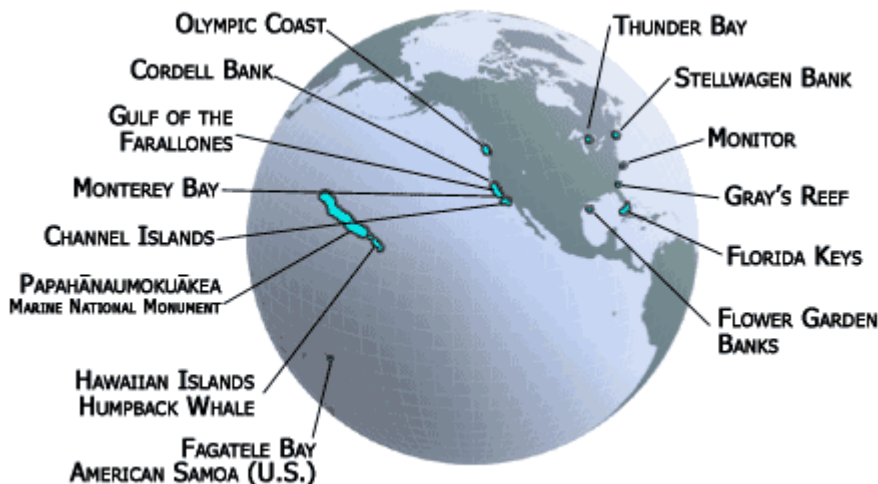 Olympic Coast
Cordell Bank
Gulf of the
Farallones
Monterey Bay
Channel Islands
Papahānaumokuākea
Marine National Monument
Hawaiian Islands
Humpback Whale
Fagatele Bay
American Samoa (U.S.)
Thunder Bay
Stellwagen Bank
Monitor
Gray's Reef
Florida Keys
Flower Garden
Banks